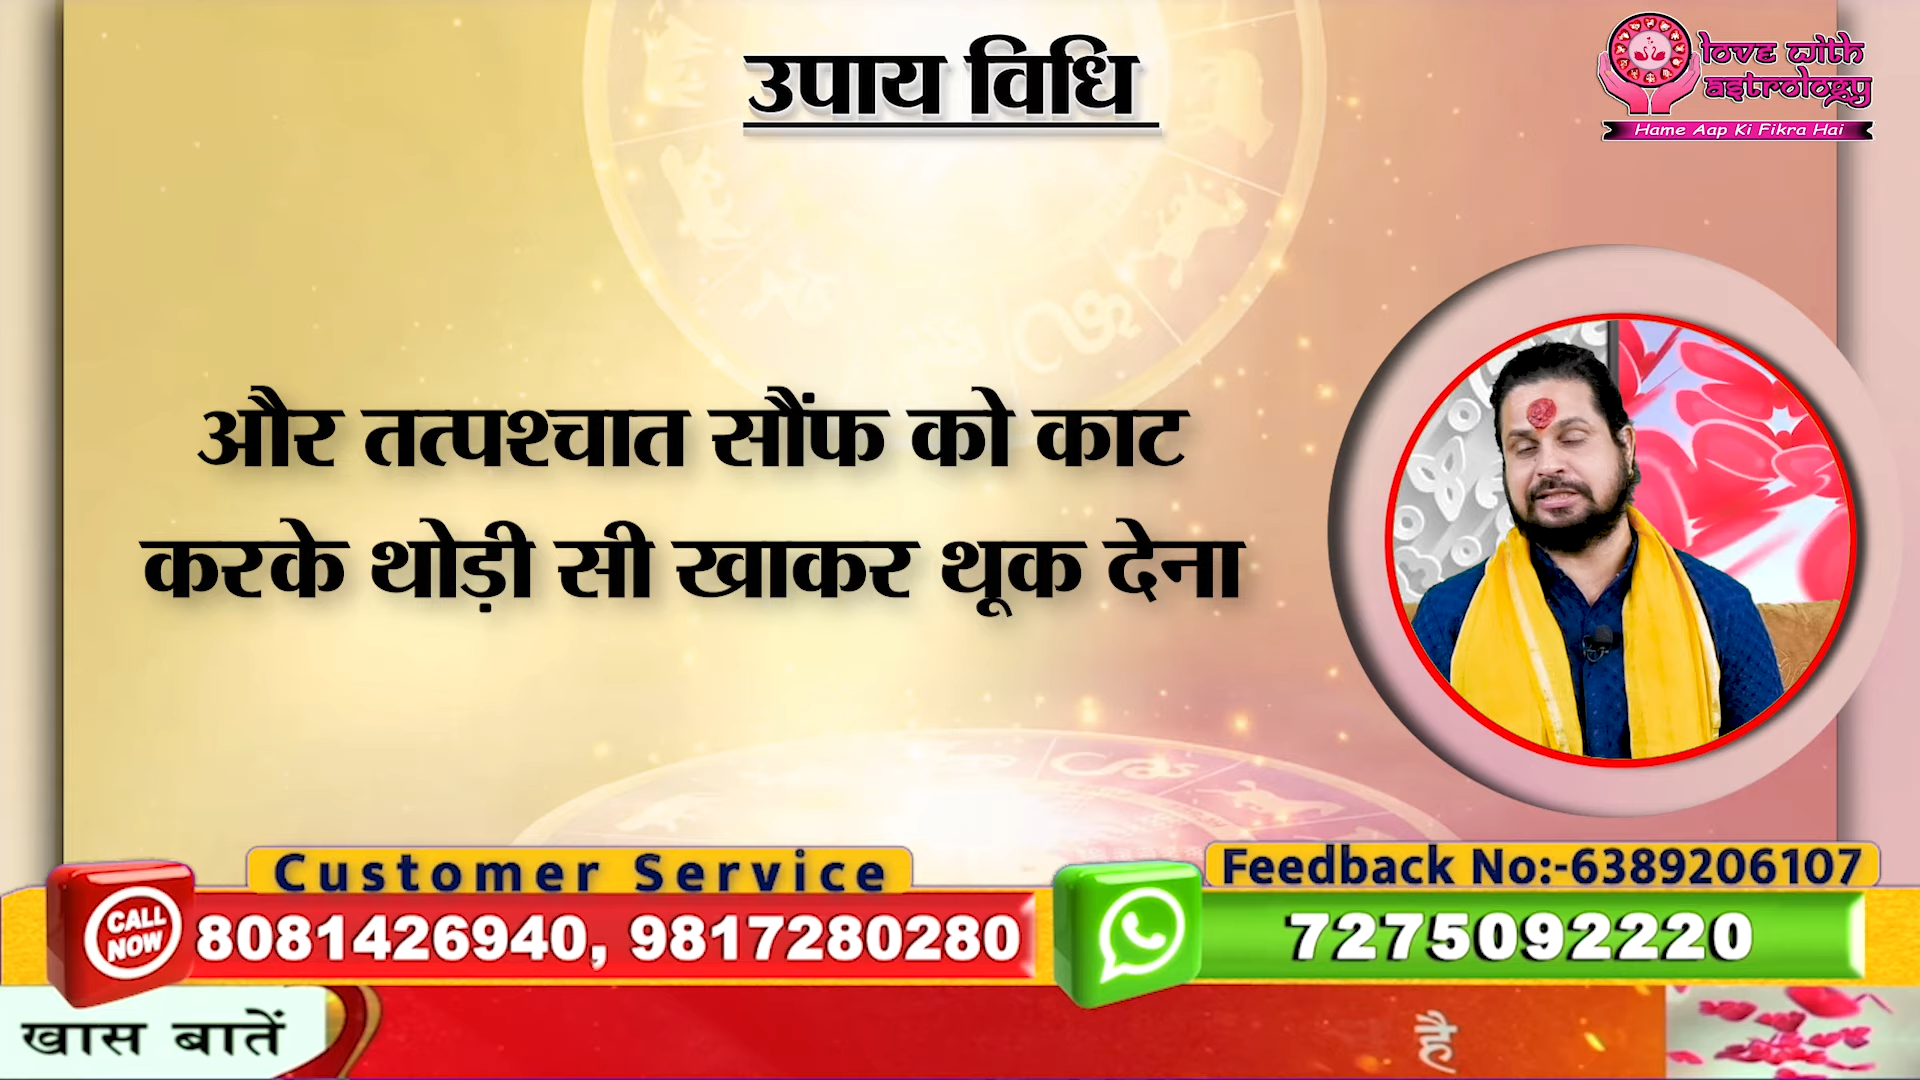 उपाय विधि
love with
astrology
Hame Aap Ki Fikra Hai
और तत्पश्चात सौंफ को काट
करके थोड़ी सी खाकर थूक देना
Customer Service
Feedback No:-6389206107
CALL
NOW
8081426940, 9817280280
7275092220
खास बातें